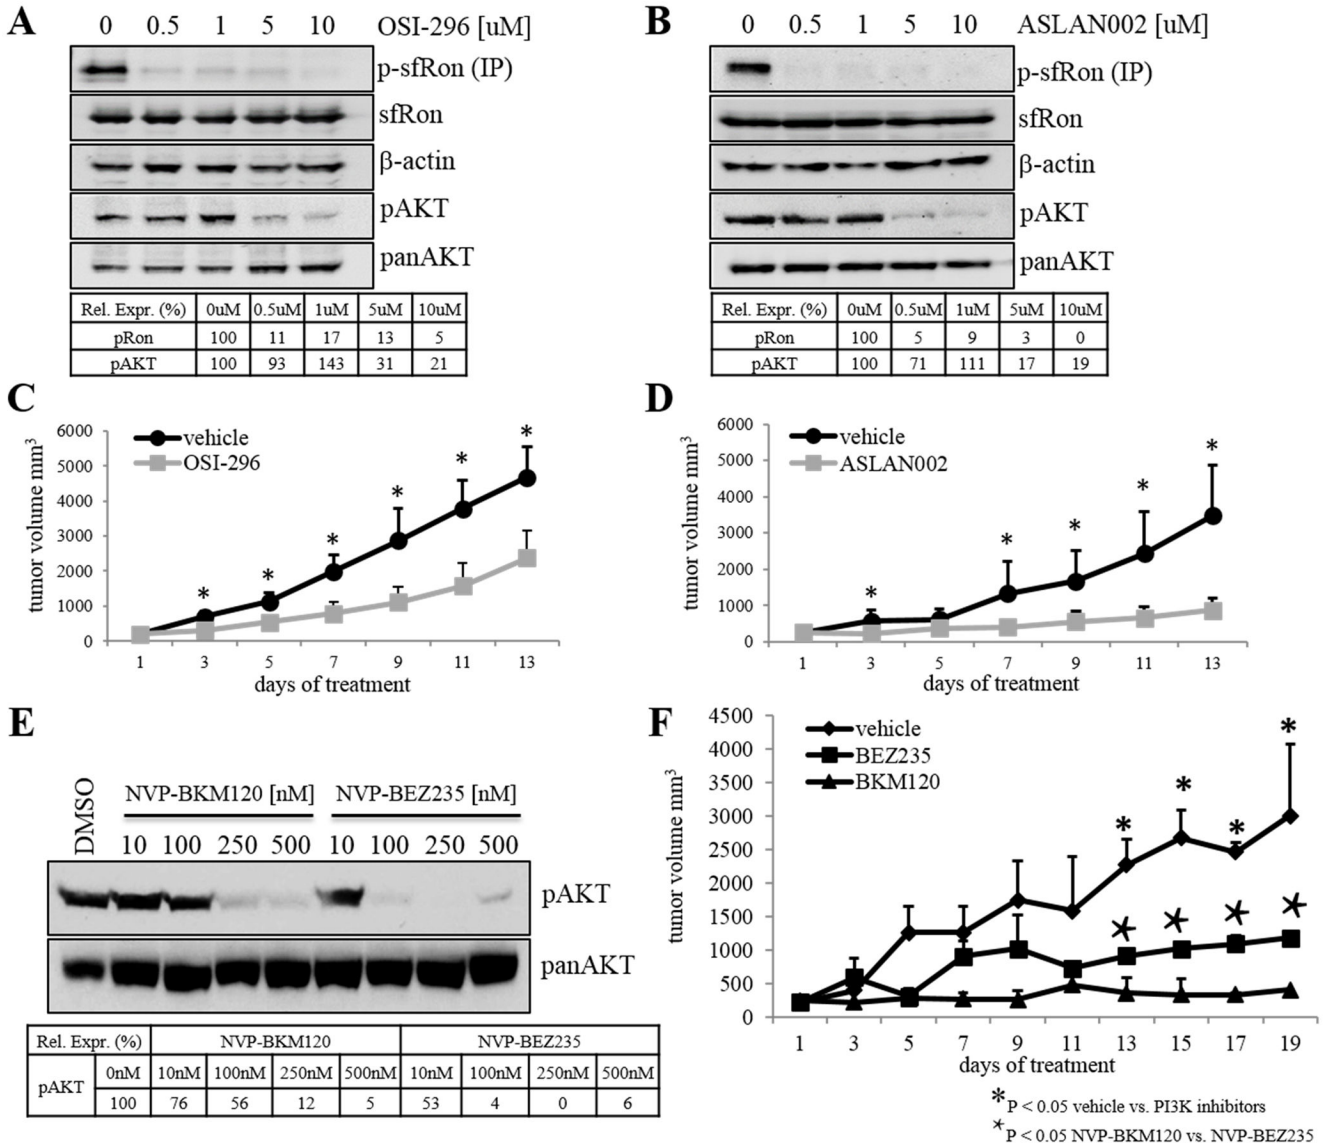 A
0 0.5 1 5 10 OSI-296 [uM]
p-sfRon (IP)
sfRon
β-actin
pAKT
panAKT
Rel. Expr. (%) 0uM 0.5uM 1uM 5uM 10uM
pRon 100 11 17 13 5
pAKT 100 93 143 31 21
B
0 0.5 1 5 10 ASLAN002 [uM]
p-sfRon (IP)
sfRon
β-actin
pAKT
panAKT
Rel. Expr. (%) 0uM 0.5uM 1uM 5uM 10uM
pRon 100 5 9 3 0
pAKT 100 71 111 17 19
C
tumor volume mm³
6000
5000
4000
3000
2000
1000
0
vehicle
OSI-296
* * * * * *
1 3 5 7 9 11 13
days of treatment
D
tumor volume mm³
6000
5000
4000
3000
2000
1000
0
vehicle
ASLAN002
* * * * *
1 3 5 7 9 11 13
days of treatment
E
DMSO
NVP-BKM120 [nM] NVP-BEZ235 [nM]
10 100 250 500 10 100 250 500
pAKT
panAKT
Rel. Expr. (%) NVP-BKM120 NVP-BEZ235
pAKT 0nM 10nM 100nM 250nM 500nM 10nM 100nM 250nM 500nM
100 76 56 12 5 53 4 0 6
F
tumor volume mm³
4500
4000
3500
3000
2500
2000
1500
1000
500
0
vehicle
BEZ235
BKM120
* * * *
1 3 5 7 9 11 13 15 17 19
days of treatment
* P < 0.05 vehicle vs. PI3K inhibitors
* P < 0.05 NVP-BKM120 vs. NVP-BEZ235